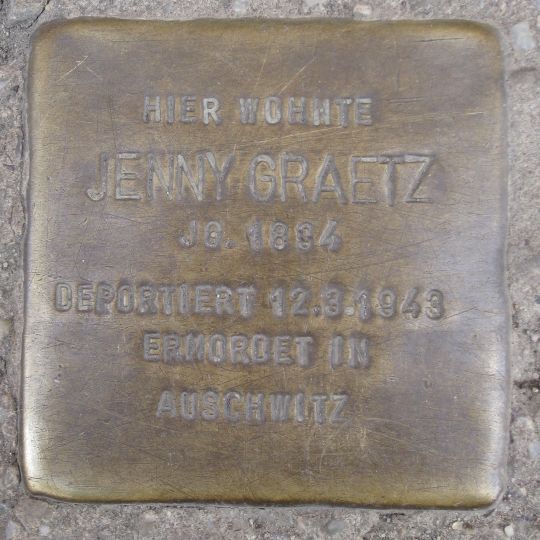 HIER WOHNTE
JENNY GRAETZ
JG. 1894
DEPORTIERT 12.3.1943
ERMORDET IN
AUSCHWITZ